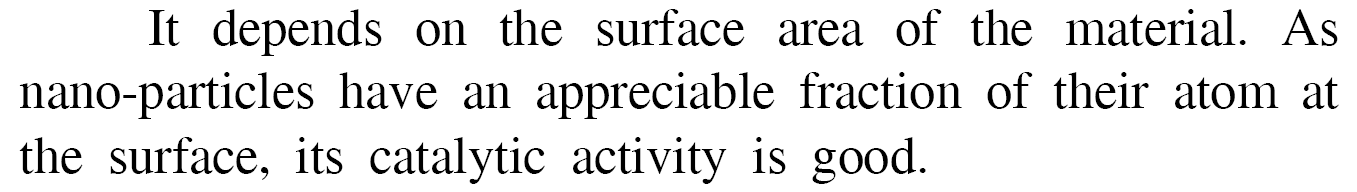 It depends on the surface area of the material. As
nano-particles have an appreciable fraction of their atom at
the surface, its catalytic activity is good.